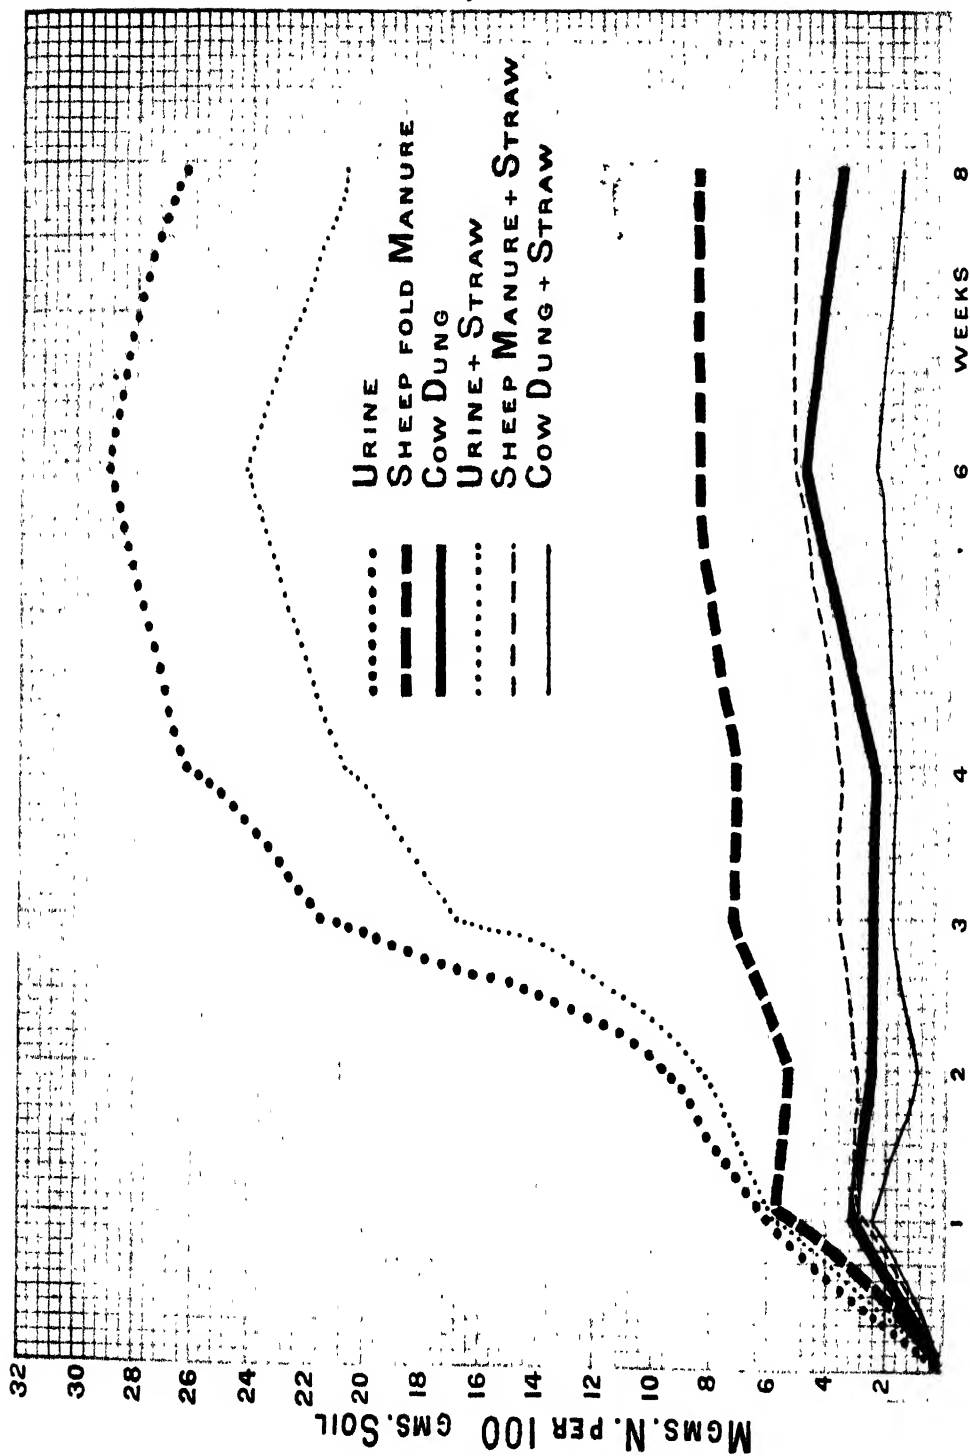 MGMS. N. PER 100 GMS. SOIL
32
30
28
26
24
22
20
18
16
14
12
10
8
6
4
2
URINE
SHEEP FOLD MANURE
COW DUNG
URINE + STRAW
SHEEP MANURE + STRAW
COW DUNG + STRAW
1
2
3
4
6
8
WEEKS